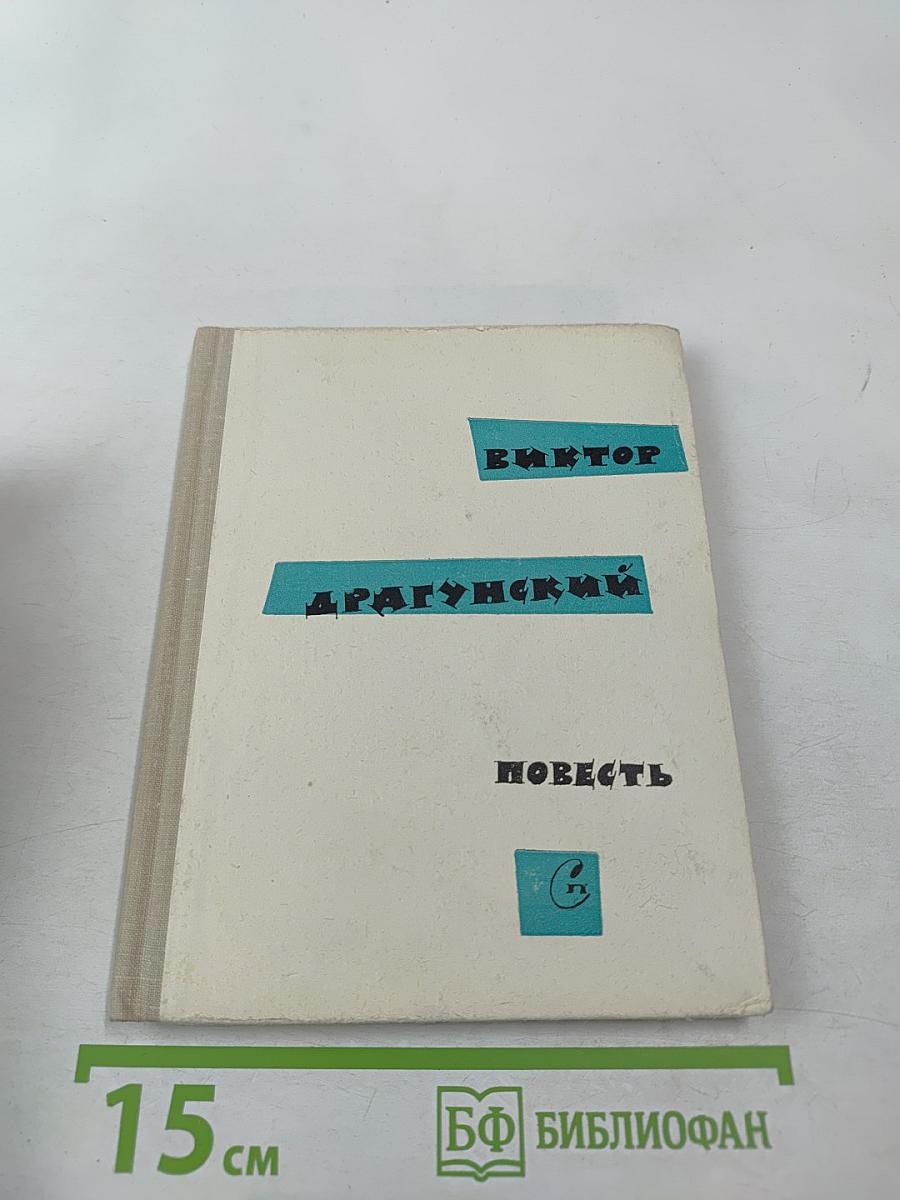 ВИКТОР
ДРАГУНСКИЙ
ПОВЕСТЬ
Сп
15 см
БФ БИБЛИОФАН